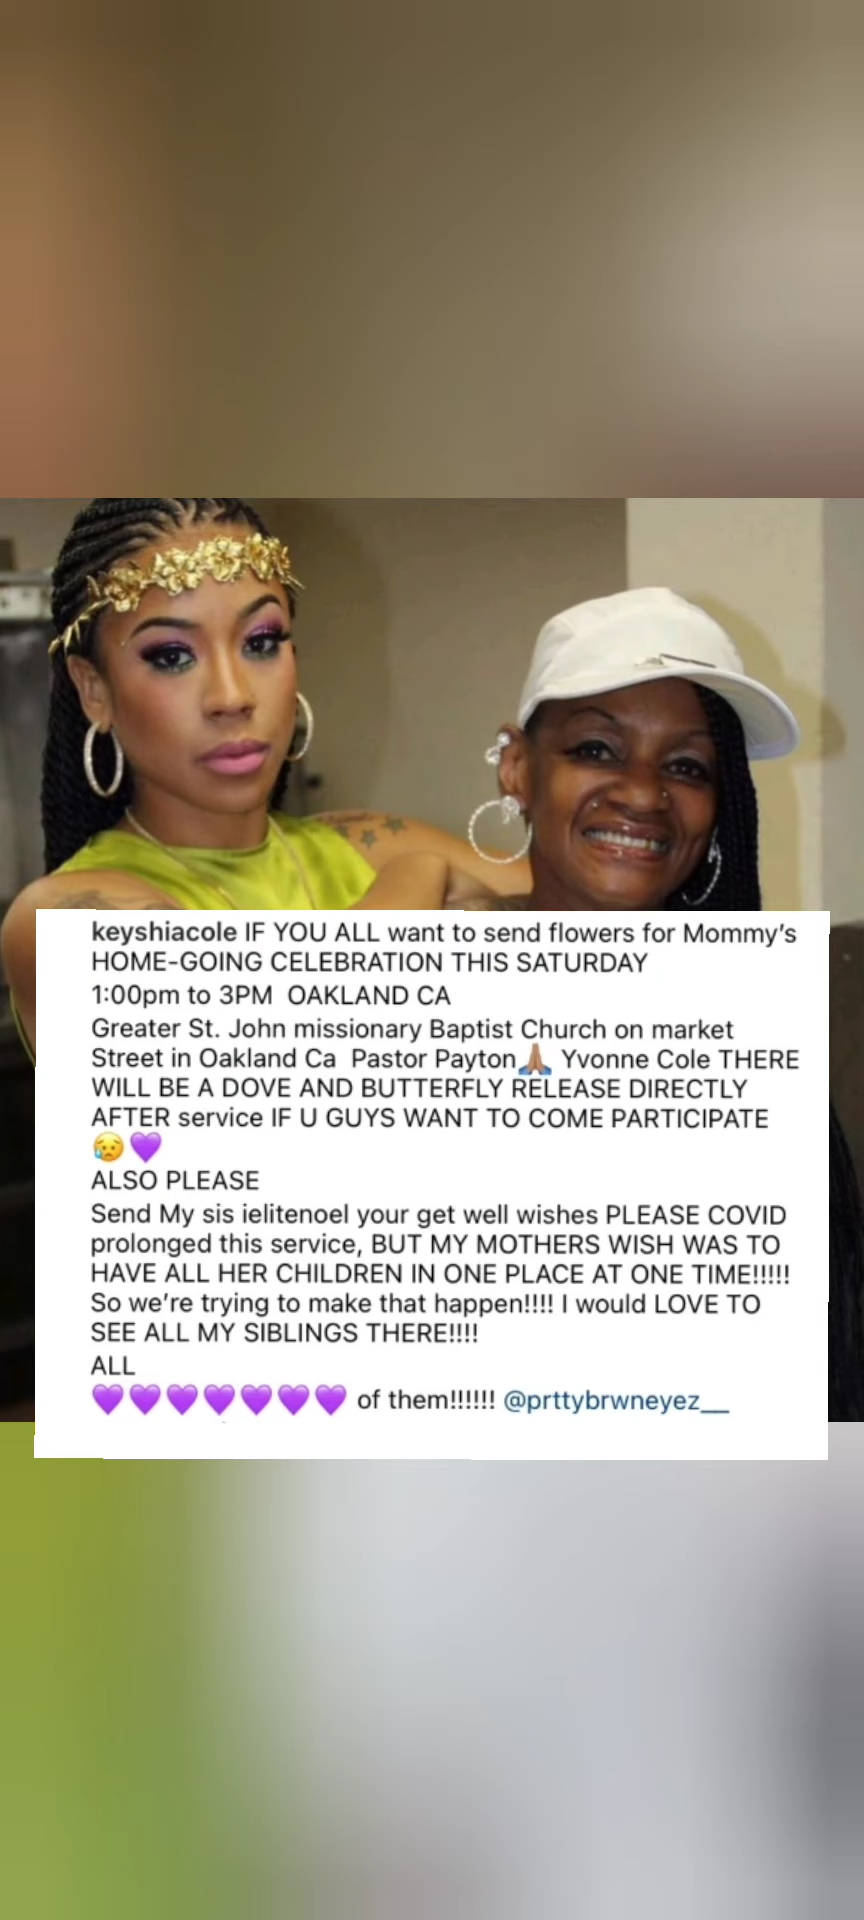 keyshiacole IF YOU ALL want to send flowers for Mommy’s
HOME-GOING CELEBRATION THIS SATURDAY
1:00pm to 3PM  OAKLAND CA
Greater St. John missionary Baptist Church on market
Street in Oakland Ca  Pastor Payton🙏🏽 Yvonne Cole THERE
WILL BE A DOVE AND BUTTERFLY RELEASE DIRECTLY
AFTER service IF U GUYS WANT TO COME PARTICIPATE
😥💜
ALSO PLEASE
Send My sis ielitenoel your get well wishes PLEASE COVID
prolonged this service, BUT MY MOTHERS WISH WAS TO
HAVE ALL HER CHILDREN IN ONE PLACE AT ONE TIME!!!!!
So we’re trying to make that happen!!!! I would LOVE TO
SEE ALL MY SIBLINGS THERE!!!!
ALL
💜💜💜💜💜💜💜 of them!!!!!! @prttybrwneyez__